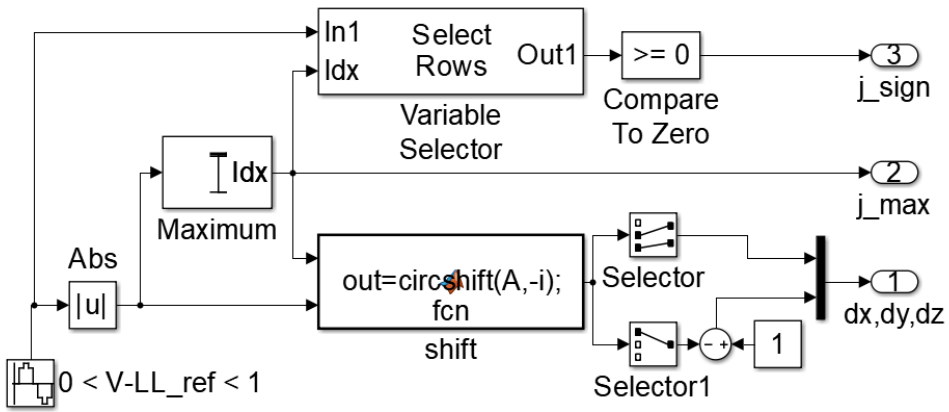 In1
Idx
Select
Rows
Out1
Variable
Selector
>= 0
Compare
To Zero
3
j_sign
Idx
Maximum
2
j_max
Abs
|u|
out=circshift(A,-i);
fcn
shift
Selector
Selector1
- +
1
1
dx,dy,dz
0 < V-LL_ref < 1